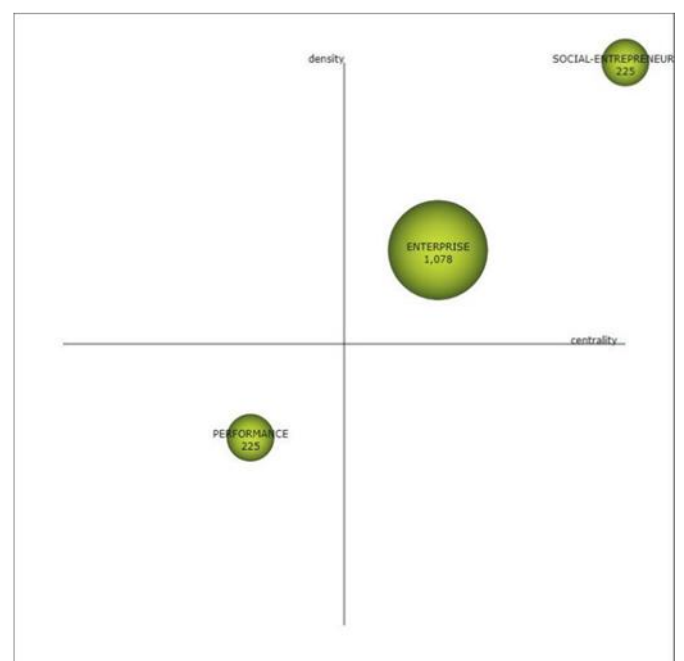 density
SOCIAL-ENTREPRENEUR
225
ENTERPRISE
1,078
centrality
PERFORMANCE
225